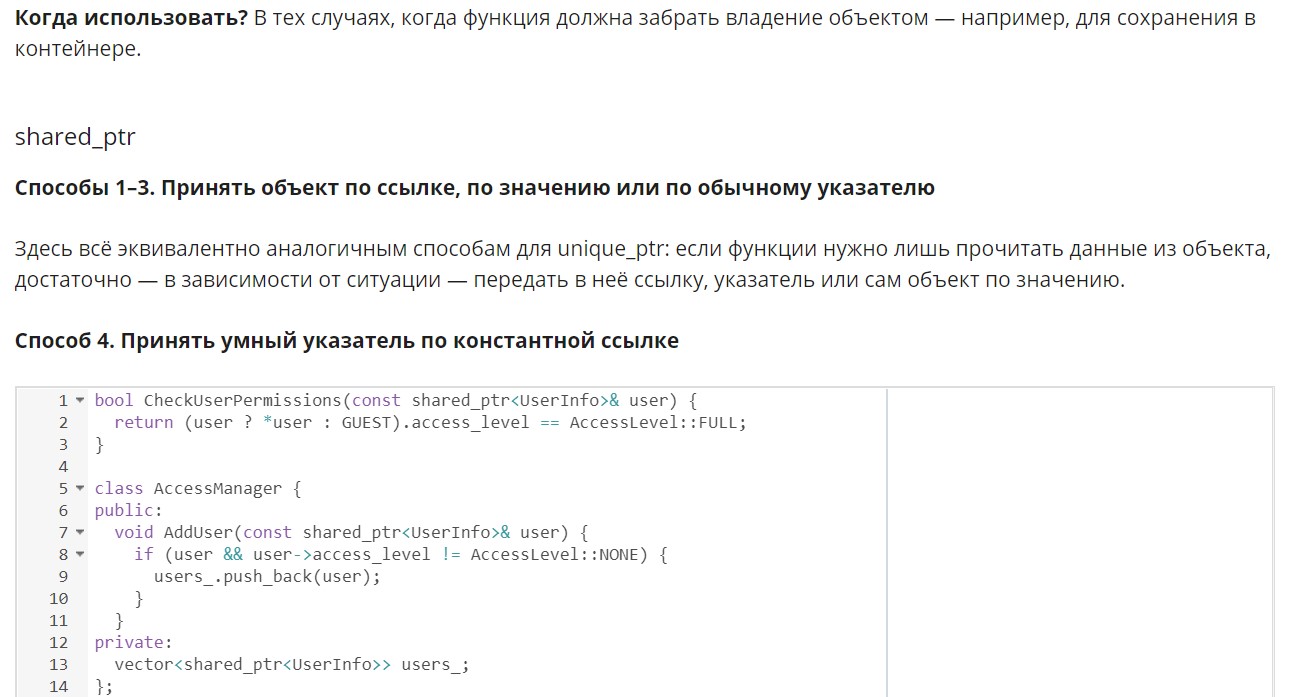 Когда использовать? В тех случаях, когда функция должна забрать владение объектом — например, для сохранения в
контейнере.
shared_ptr
Способы 1–3. Принять объект по ссылке, по значению или по обычному указателю
Здесь всё эквивалентно аналогичным способам для unique_ptr: если функции нужно лишь прочитать данные из объекта,
достаточно — в зависимости от ситуации — передать в неё ссылку, указатель или сам объект по значению.
Способ 4. Принять умный указатель по константной ссылке
1 bool CheckUserPermissions(const shared_ptr<UserInfo>& user) {
2   return (user ? *user : GUEST).access_level == AccessLevel::FULL;
3 }
4
5 class AccessManager {
6 public:
7   void AddUser(const shared_ptr<UserInfo>& user) {
8     if (user && user->access_level != AccessLevel::NONE) {
9       users_.push_back(user);
10     }
11   }
12 private:
13   vector<shared_ptr<UserInfo>> users_;
14 };